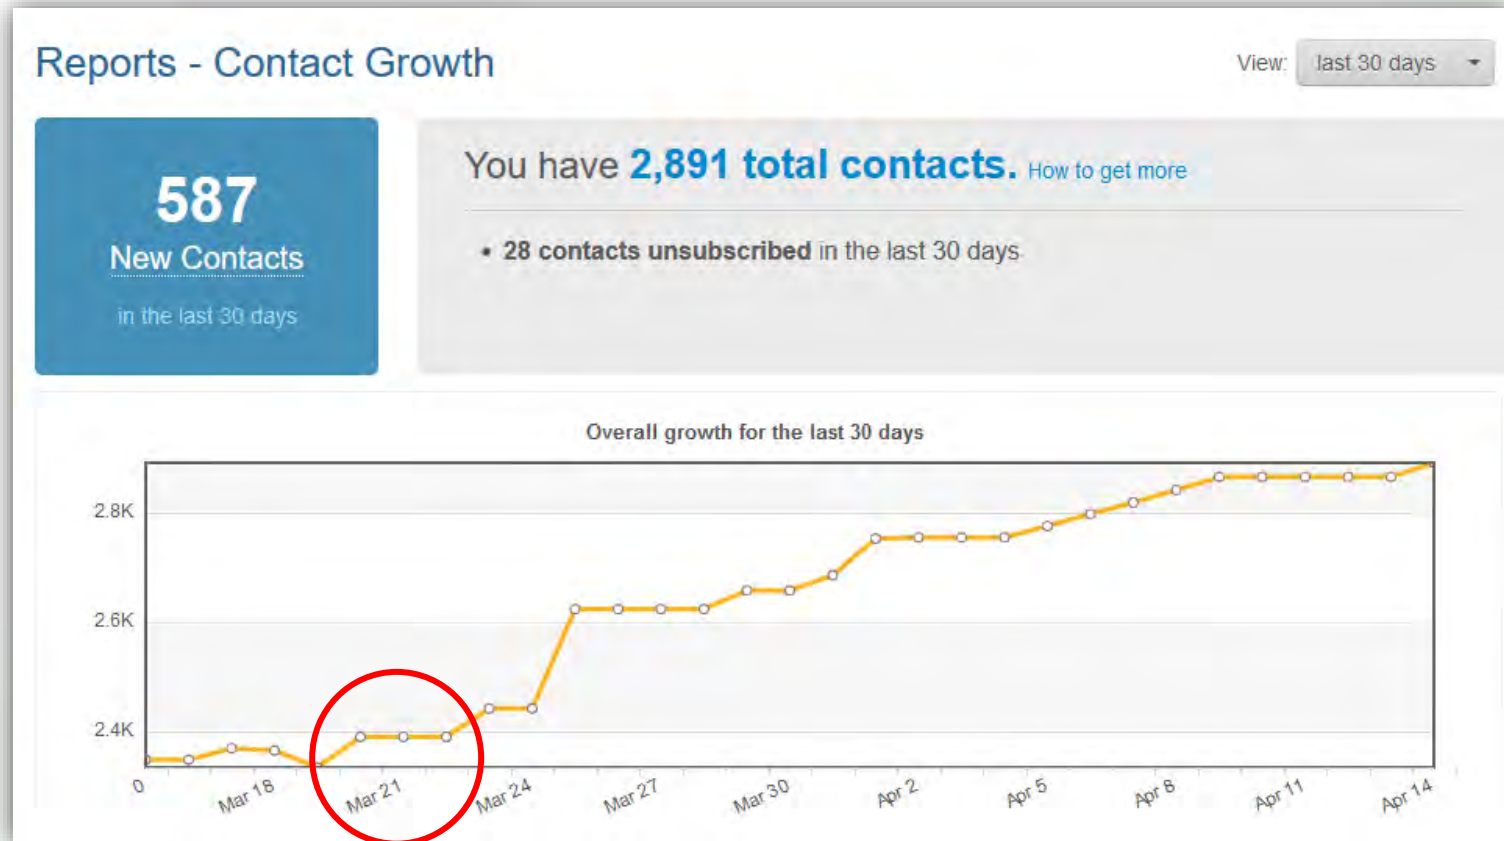 Reports - Contact Growth
View: last 30 days
587
New Contacts
in the last 30 days
You have 2,891 total contacts. How to get more
• 28 contacts unsubscribed in the last 30 days
Overall growth for the last 30 days
2.8K
2.6K
2.4K
0 Mar 18 Mar 21 Mar 24 Mar 27 Mar 30 Apr 2 Apr 5 Apr 8 Apr 11 Apr 14